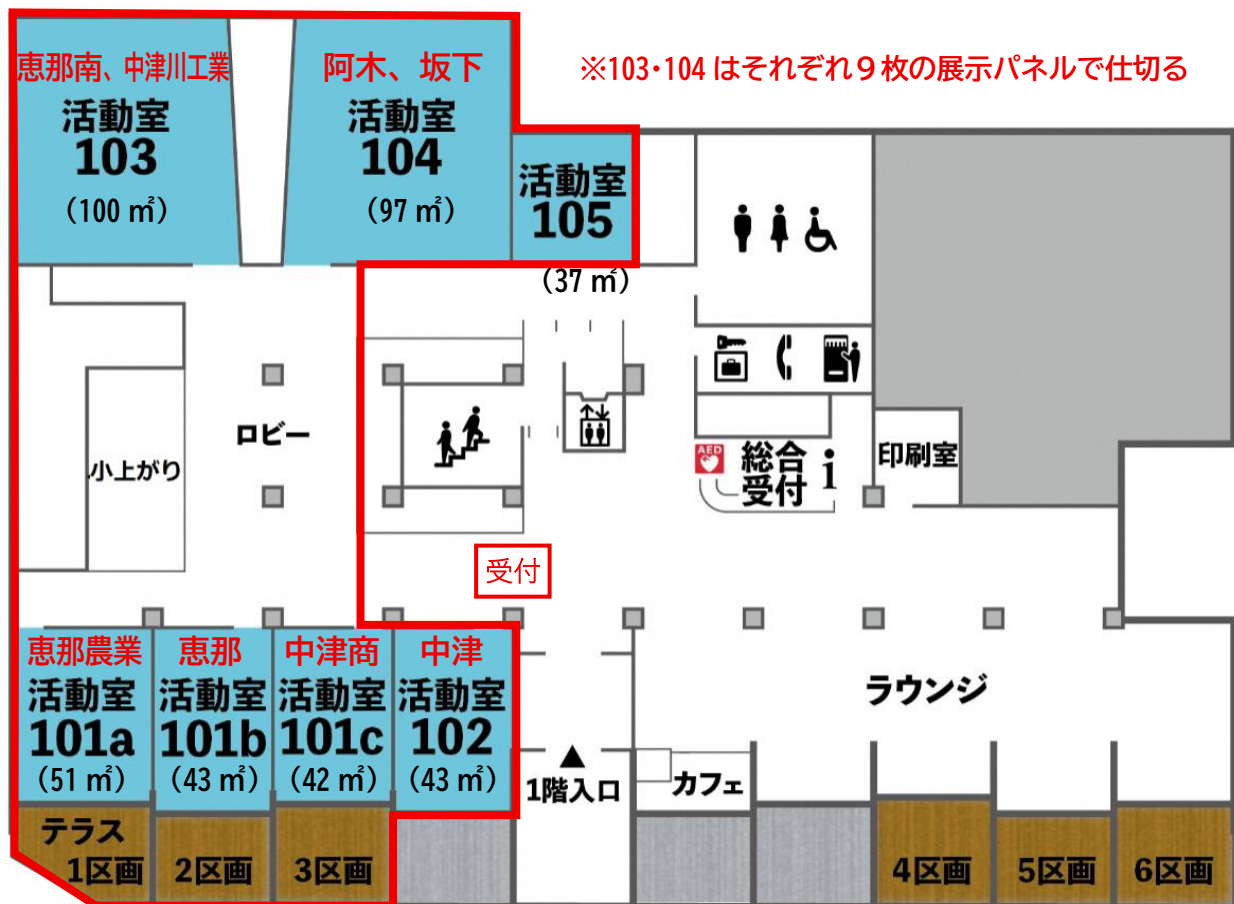 恵那南、中津川工業
活動室
103
（100 ㎡）
阿木、坂下
活動室
104
（97 ㎡）
※103・104 はそれぞれ９枚の展示パネルで仕切る
活動室
105
（37 ㎡）
ロビー
小上がり
AED
総合
受付
i
印刷室
受付
恵那農業
活動室
101a
（51 ㎡）
恵那
活動室
101b
（43 ㎡）
中津商
活動室
101c
（42 ㎡）
中津
活動室
102
（43 ㎡）
ラウンジ
▲
1階入口
カフェ
テラス
1区画
2区画
3区画
4区画
5区画
6区画